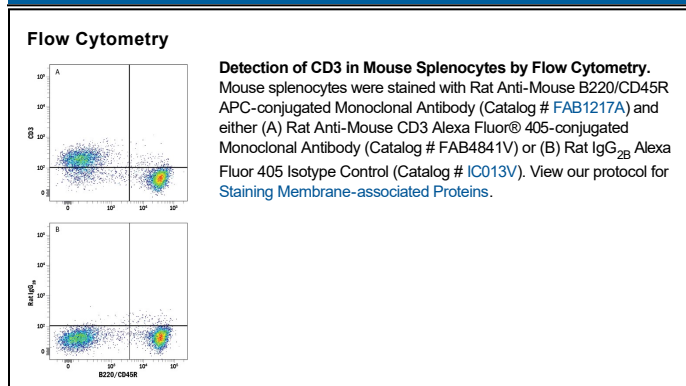 Flow Cytometry
Detection of CD3 in Mouse Splenocytes by Flow Cytometry.
Mouse splenocytes were stained with Rat Anti-Mouse B220/CD45R
APC-conjugated Monoclonal Antibody (Catalog # FAB1217A) and
either (A) Rat Anti-Mouse CD3 Alexa Fluor® 405-conjugated
Monoclonal Antibody (Catalog # FAB4841V) or (B) Rat IgG2B Alexa
Fluor 405 Isotype Control (Catalog # IC013V). View our protocol for
Staining Membrane-associated Proteins.
A
CD3
0
B
Rat IgG2B
0
0
B220/CD45R